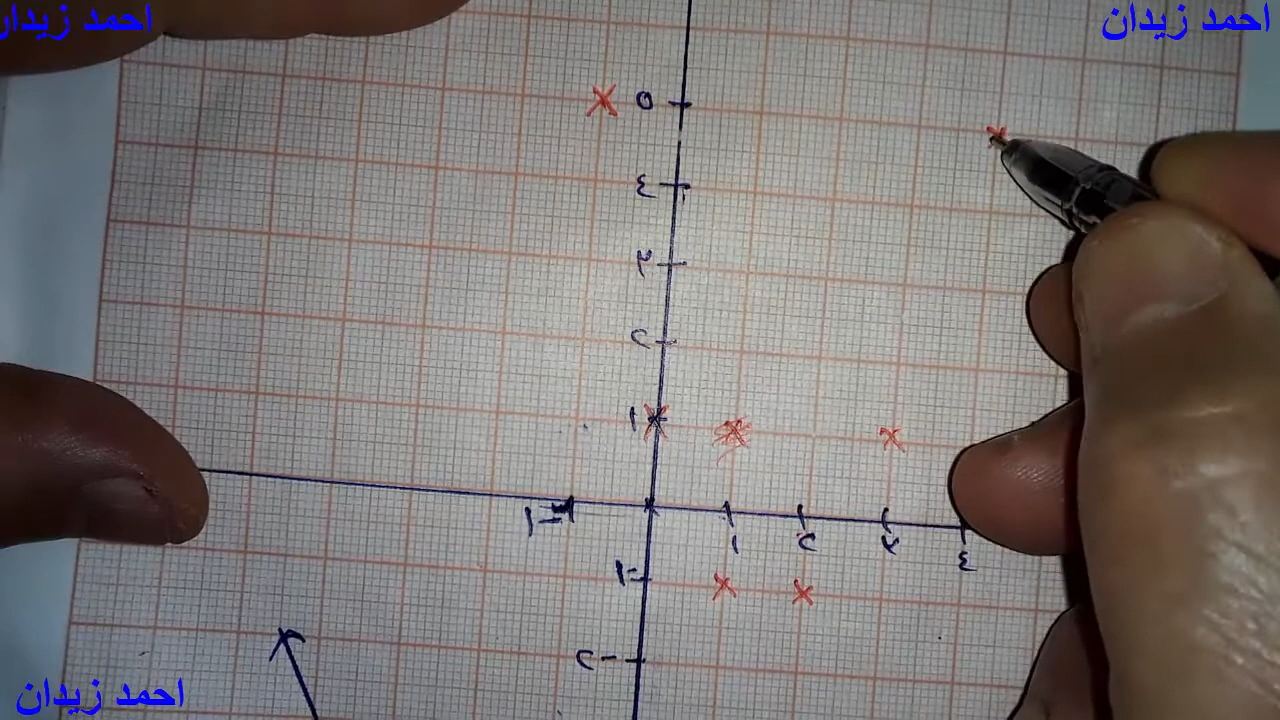 احمد زيدان
احمد زيدان
٥
٤
٣
٢
١
-١ ١ ٢ ٣ ٤
-١
-٢
احمد زيدان